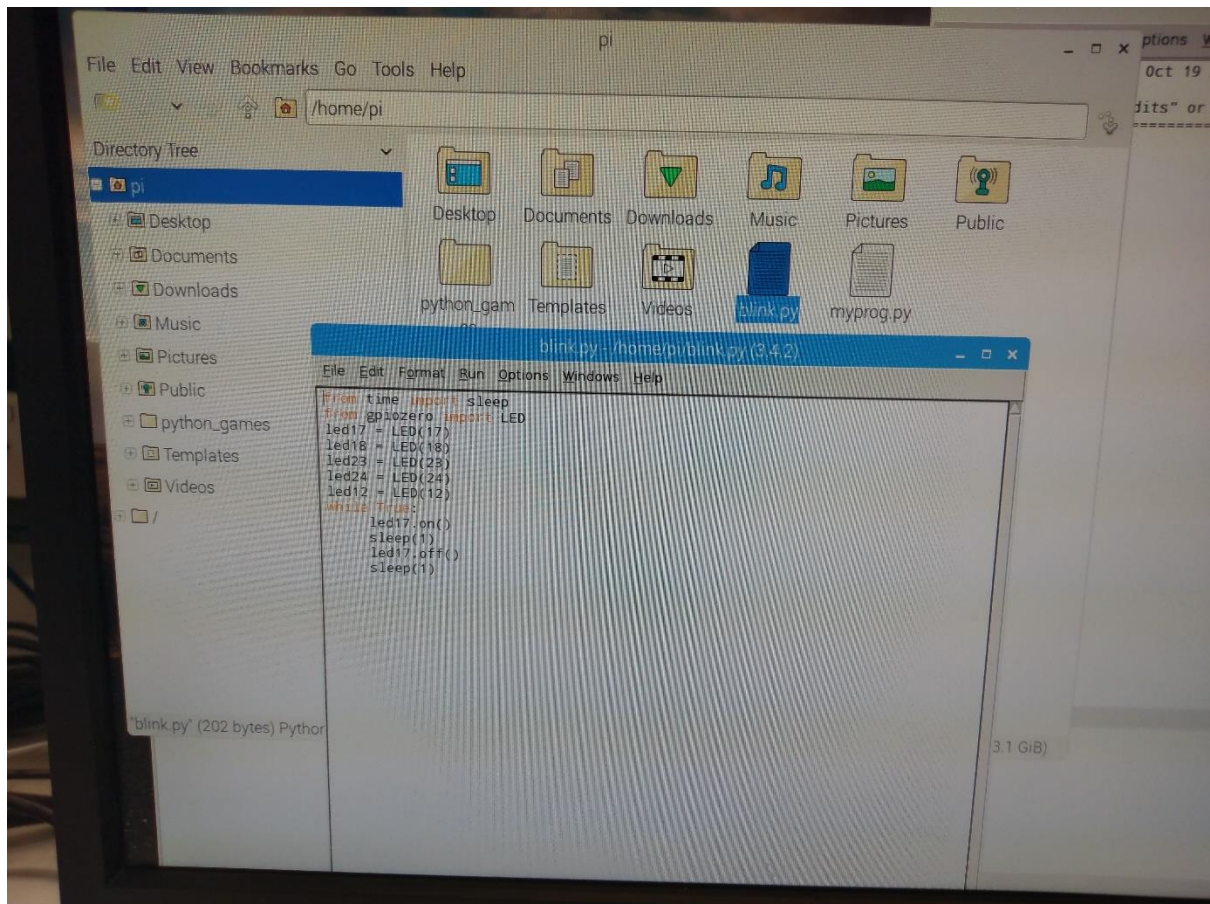 pi
File Edit View Bookmarks Go Tools Help
/home/pi
Directory Tree
pi
Desktop
Documents
Downloads
Music
Pictures
Public
python_games
Templates
Videos
/
Desktop Documents Downloads Music Pictures Public
python_gam Templates Videos blink.py myprog.py
blink.py - /home/pi/blink.py (3.4.2)
File Edit Format Run Options Windows Help
from time import sleep
from gpiozero import LED
led17 = LED(17)
led18 = LED(18)
led23 = LED(23)
led24 = LED(24)
led12 = LED(12)
while True:
led17.on()
sleep(1)
led17.off()
sleep(1)
"blink.py" (202 bytes) Python
3.1 GiB)
ptions W
Oct 19
dits" or